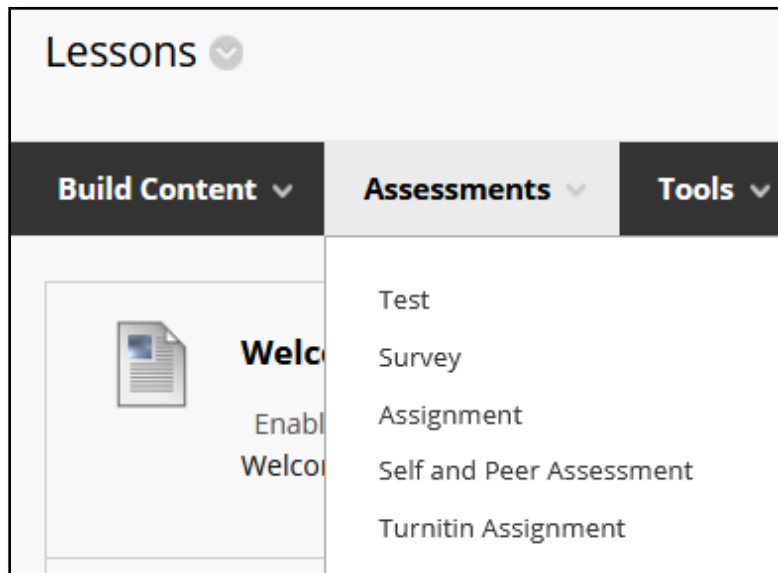 Lessons
Build Content Assessments Tools
Test
Survey
Assignment
Self and Peer Assessment
Turnitin Assignment